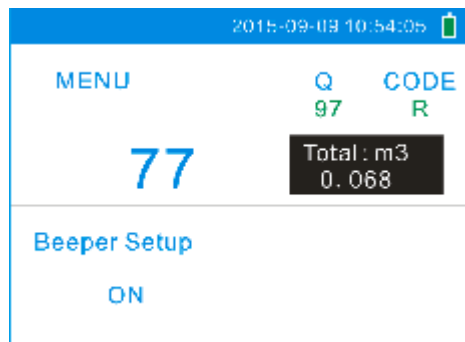 2015-09-09 10:54:05
MENU
Q
CODE
97
R
77
Total: m3
0.068
Beeper Setup
ON